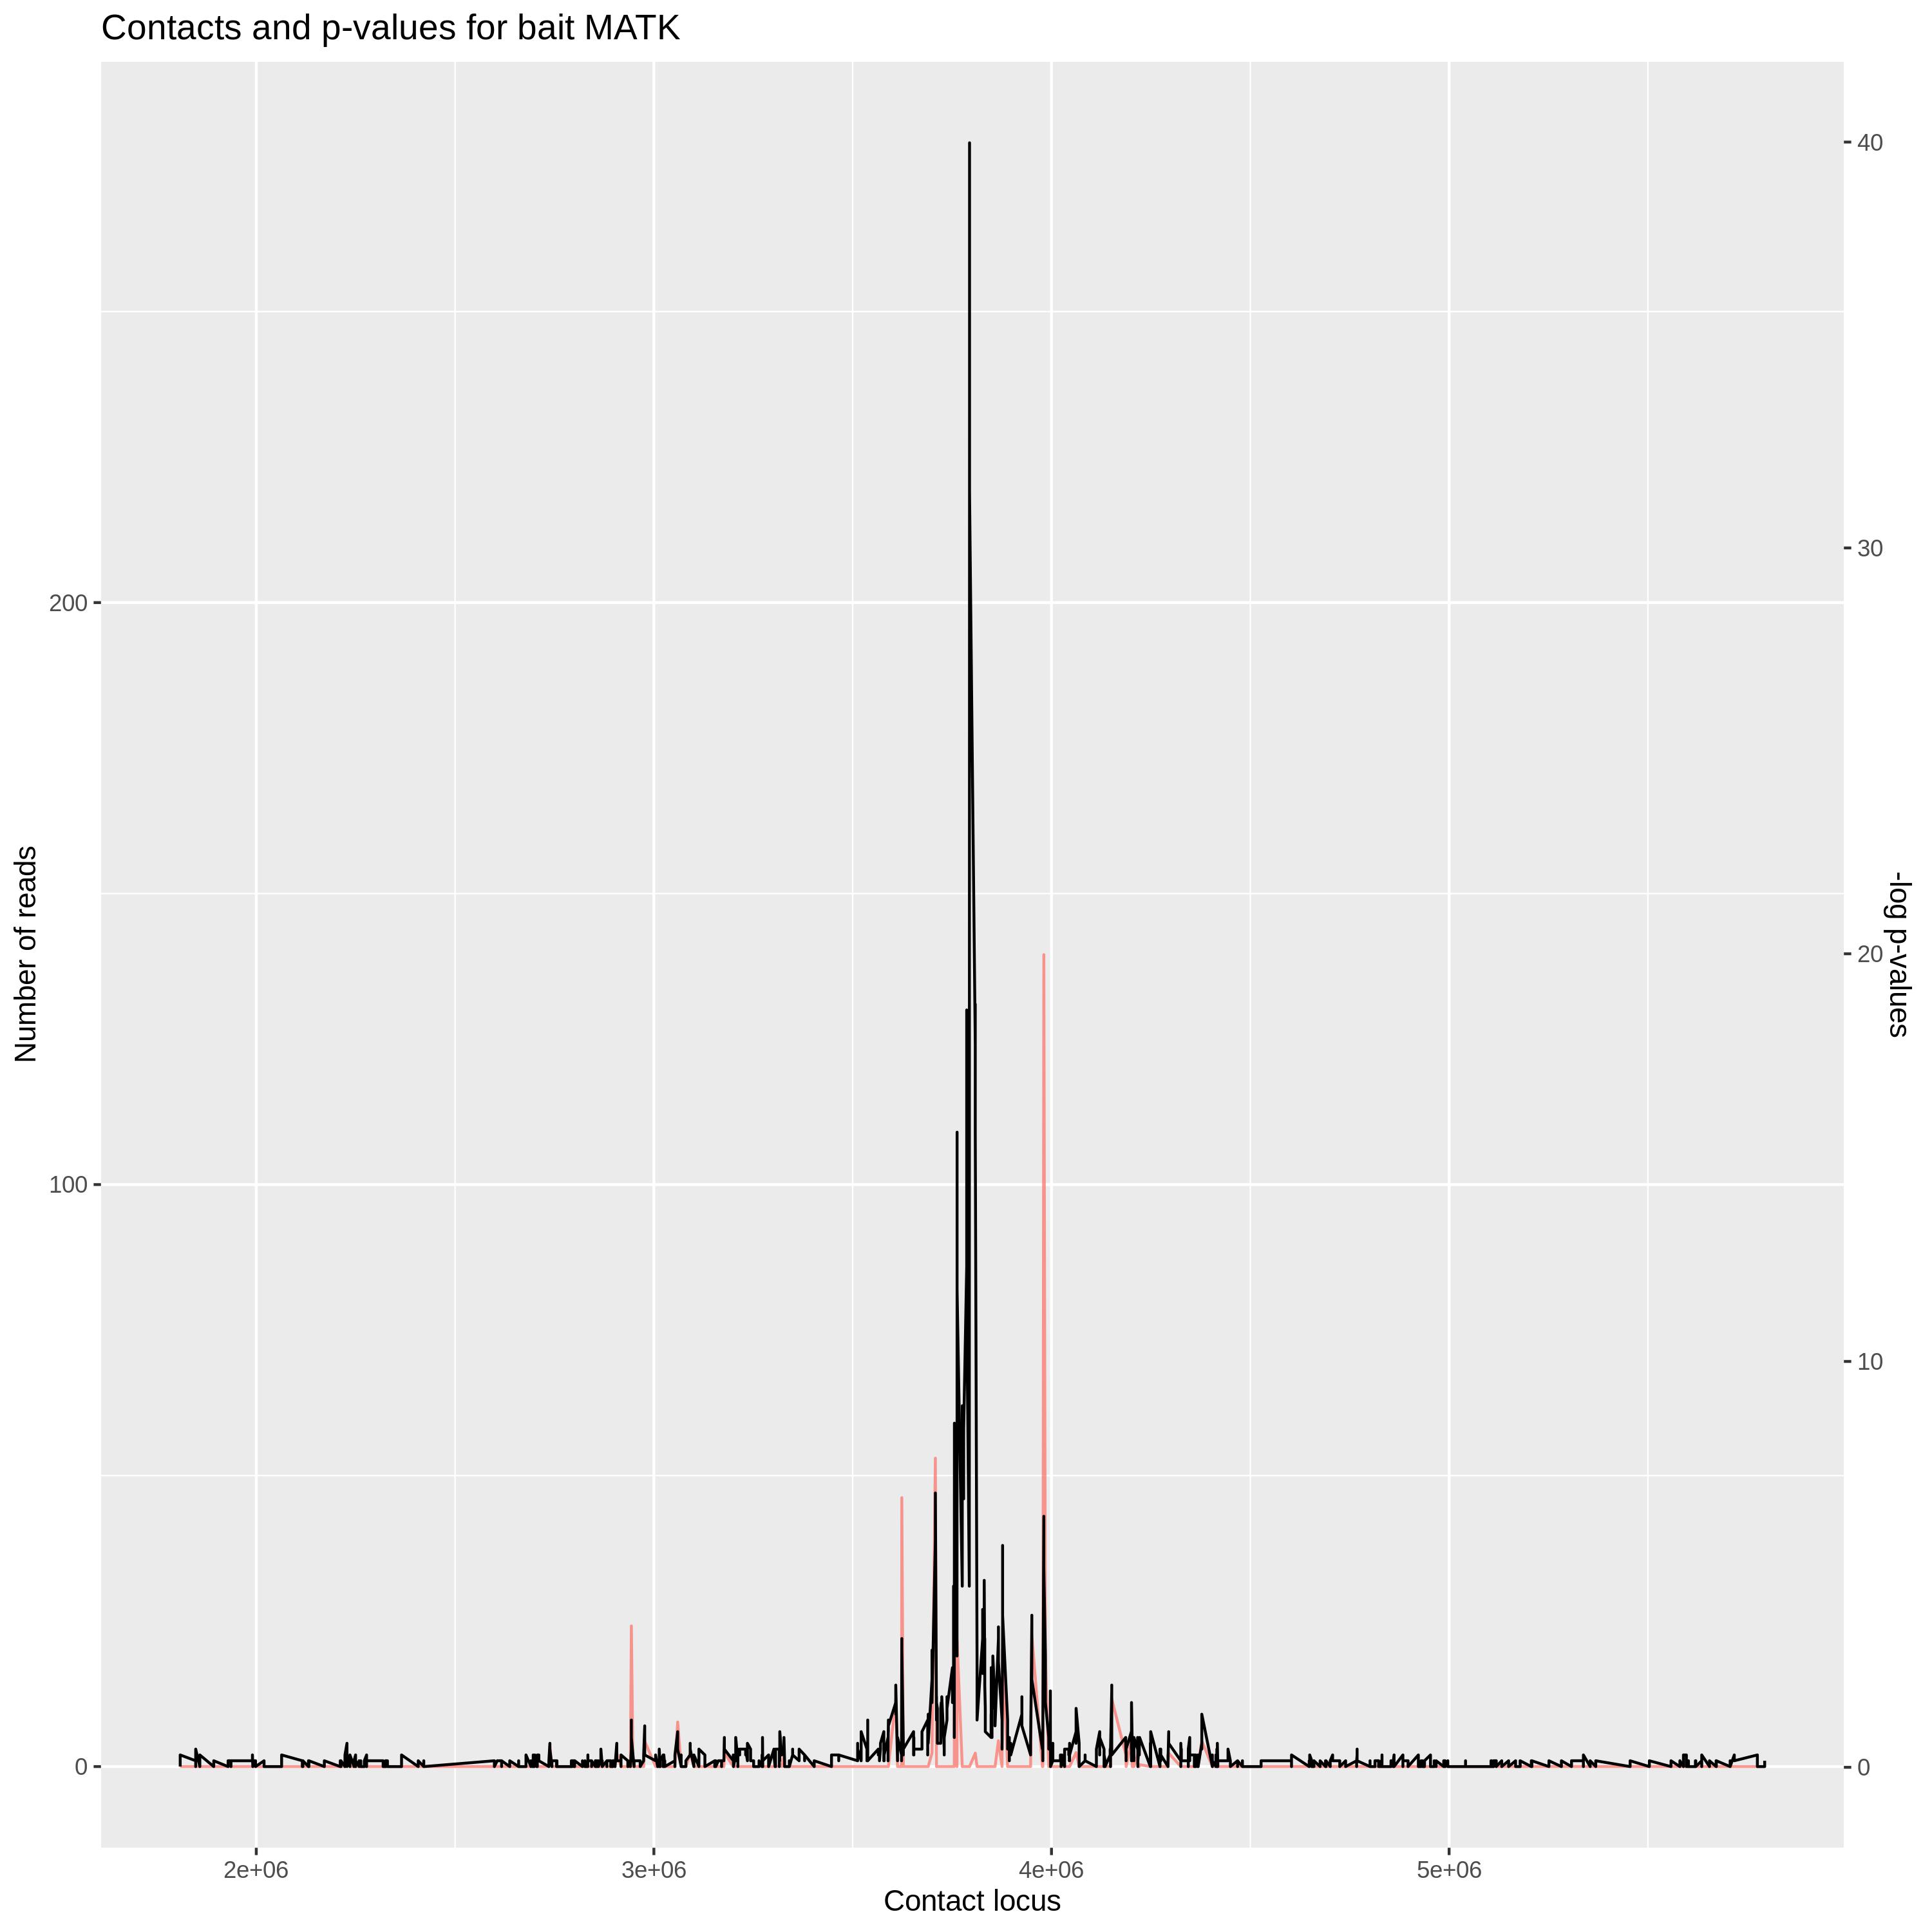 Contacts and p-values for bait MATK
Number of reads
200
100
0
40
30
20
10
0
-log p-values
2e+06
3e+06
4e+06
5e+06
Contact locus